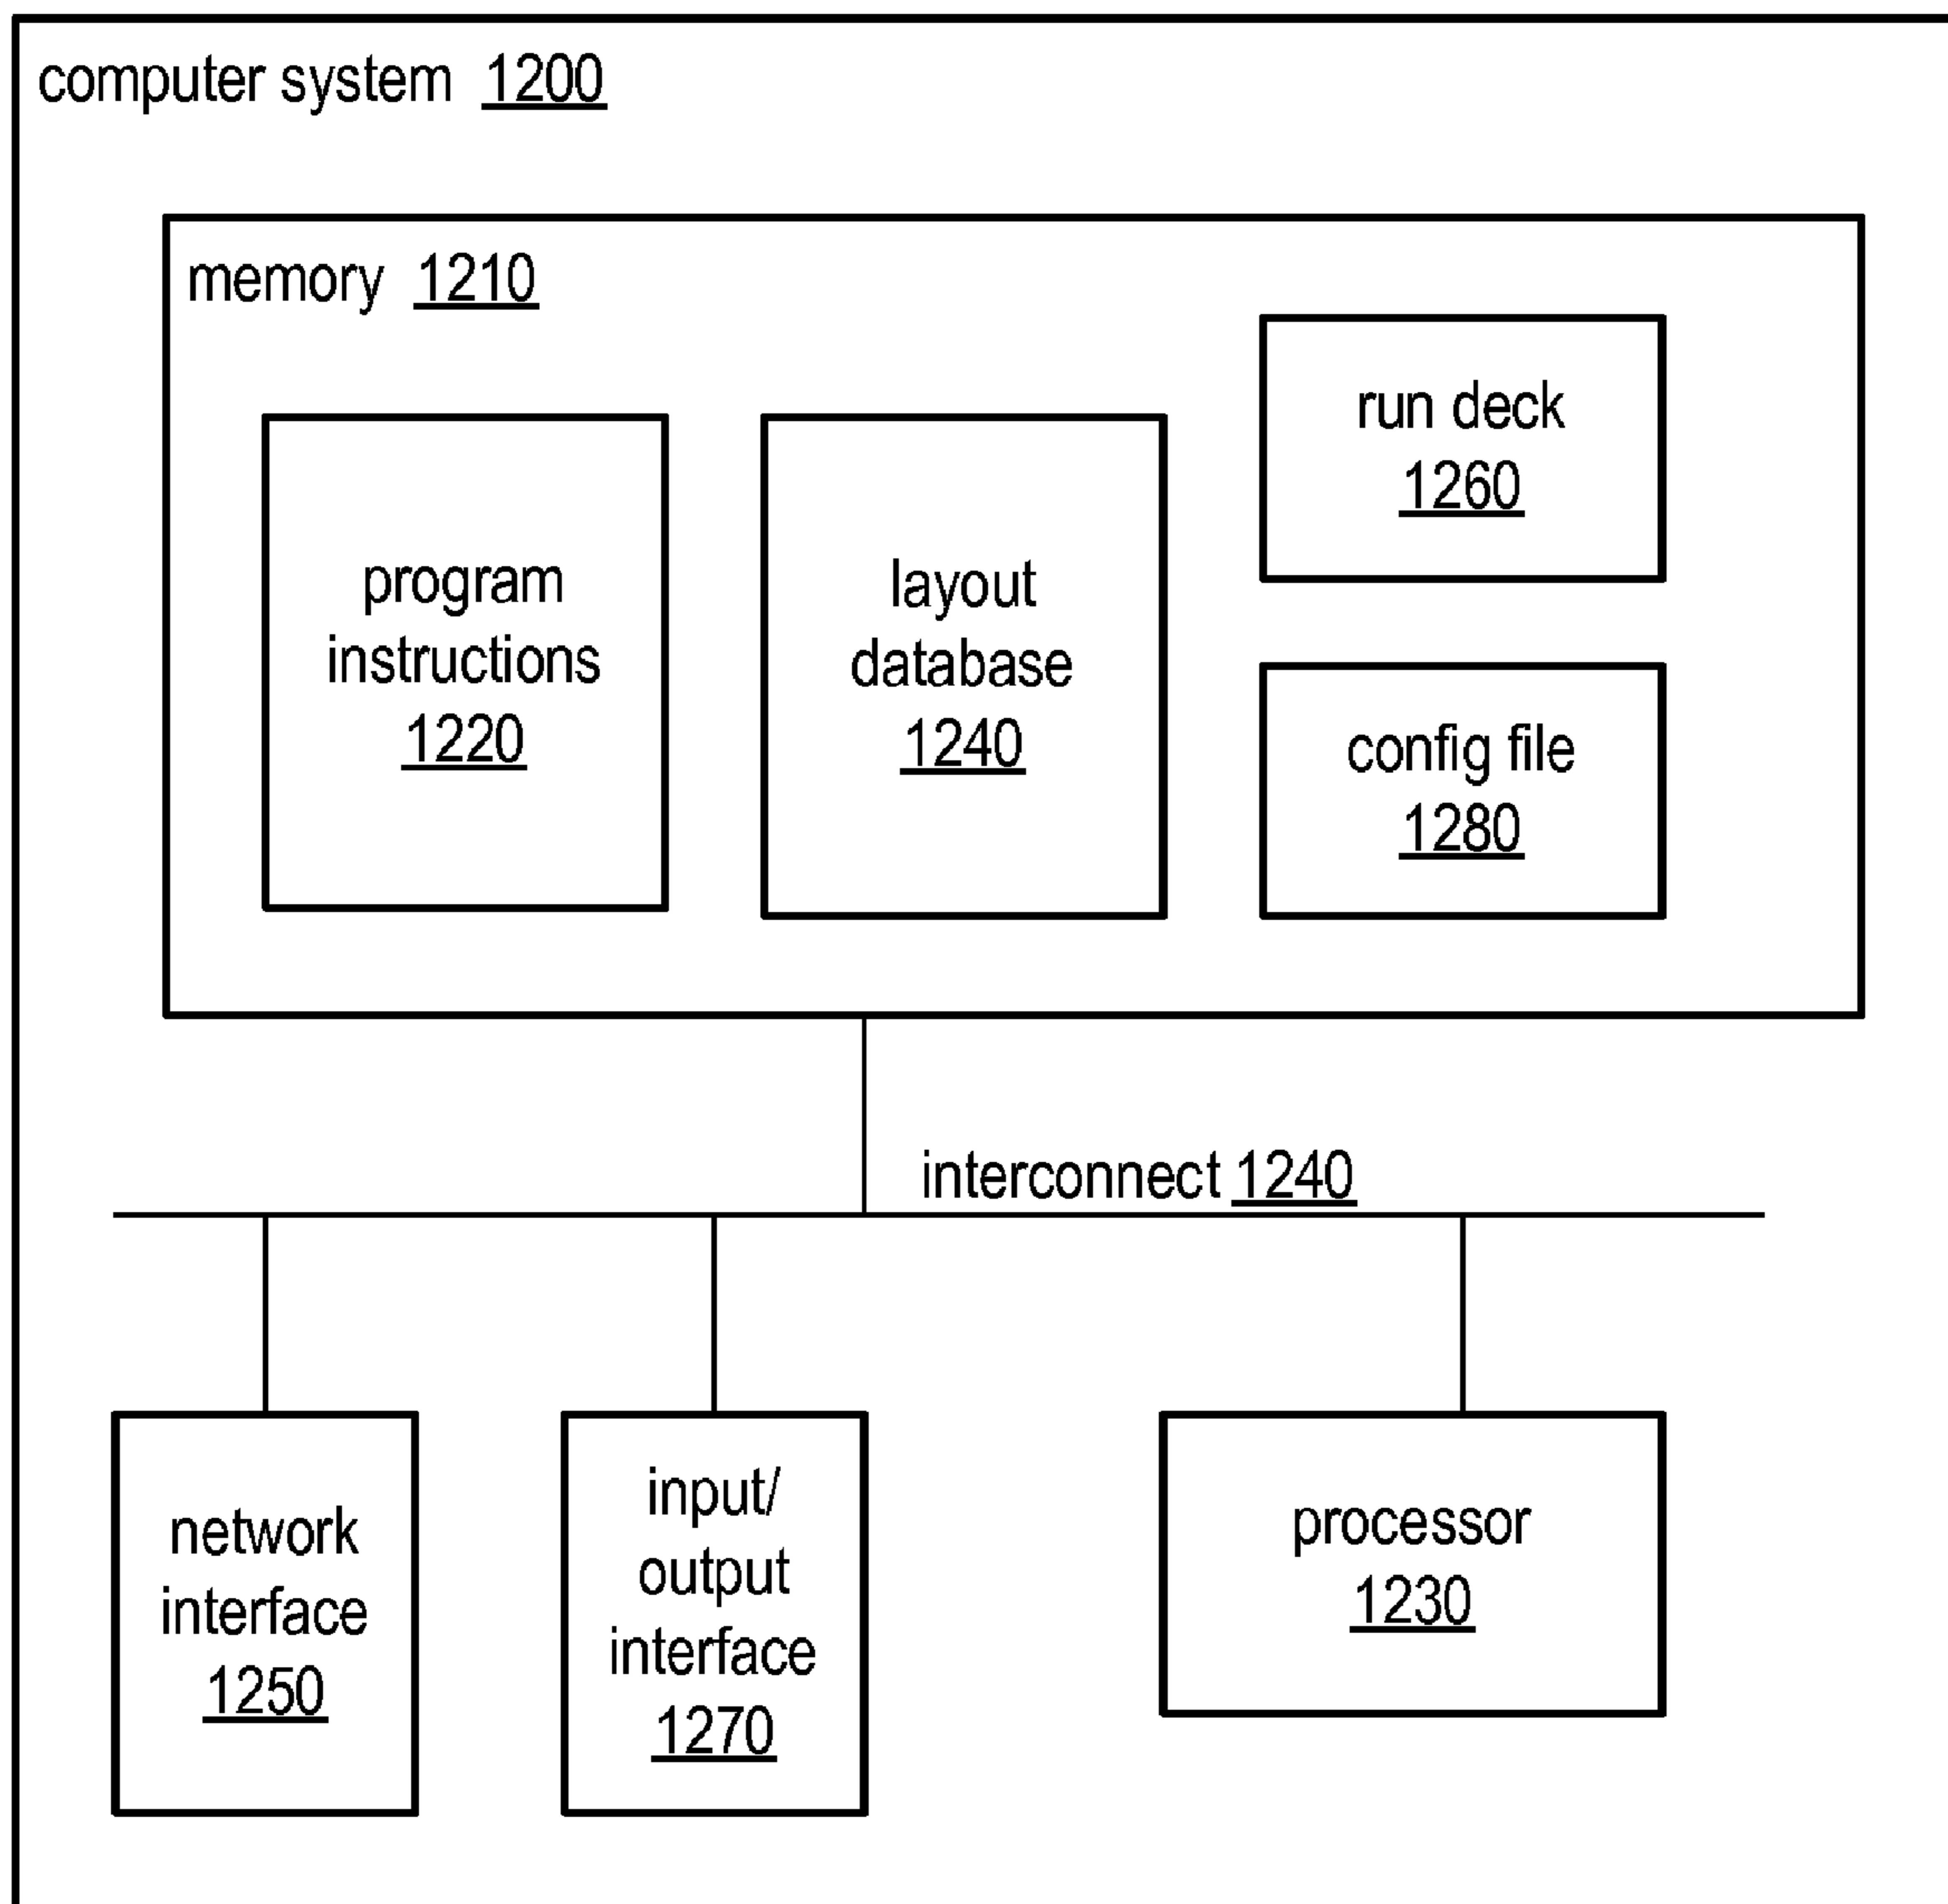 computer system 1200
memory 1210
run deck
1260
program
instructions
1220
layout
database
1240
config file
1280
interconnect 1240
network
interface
1250
input/
output
interface
1270
processor
1230